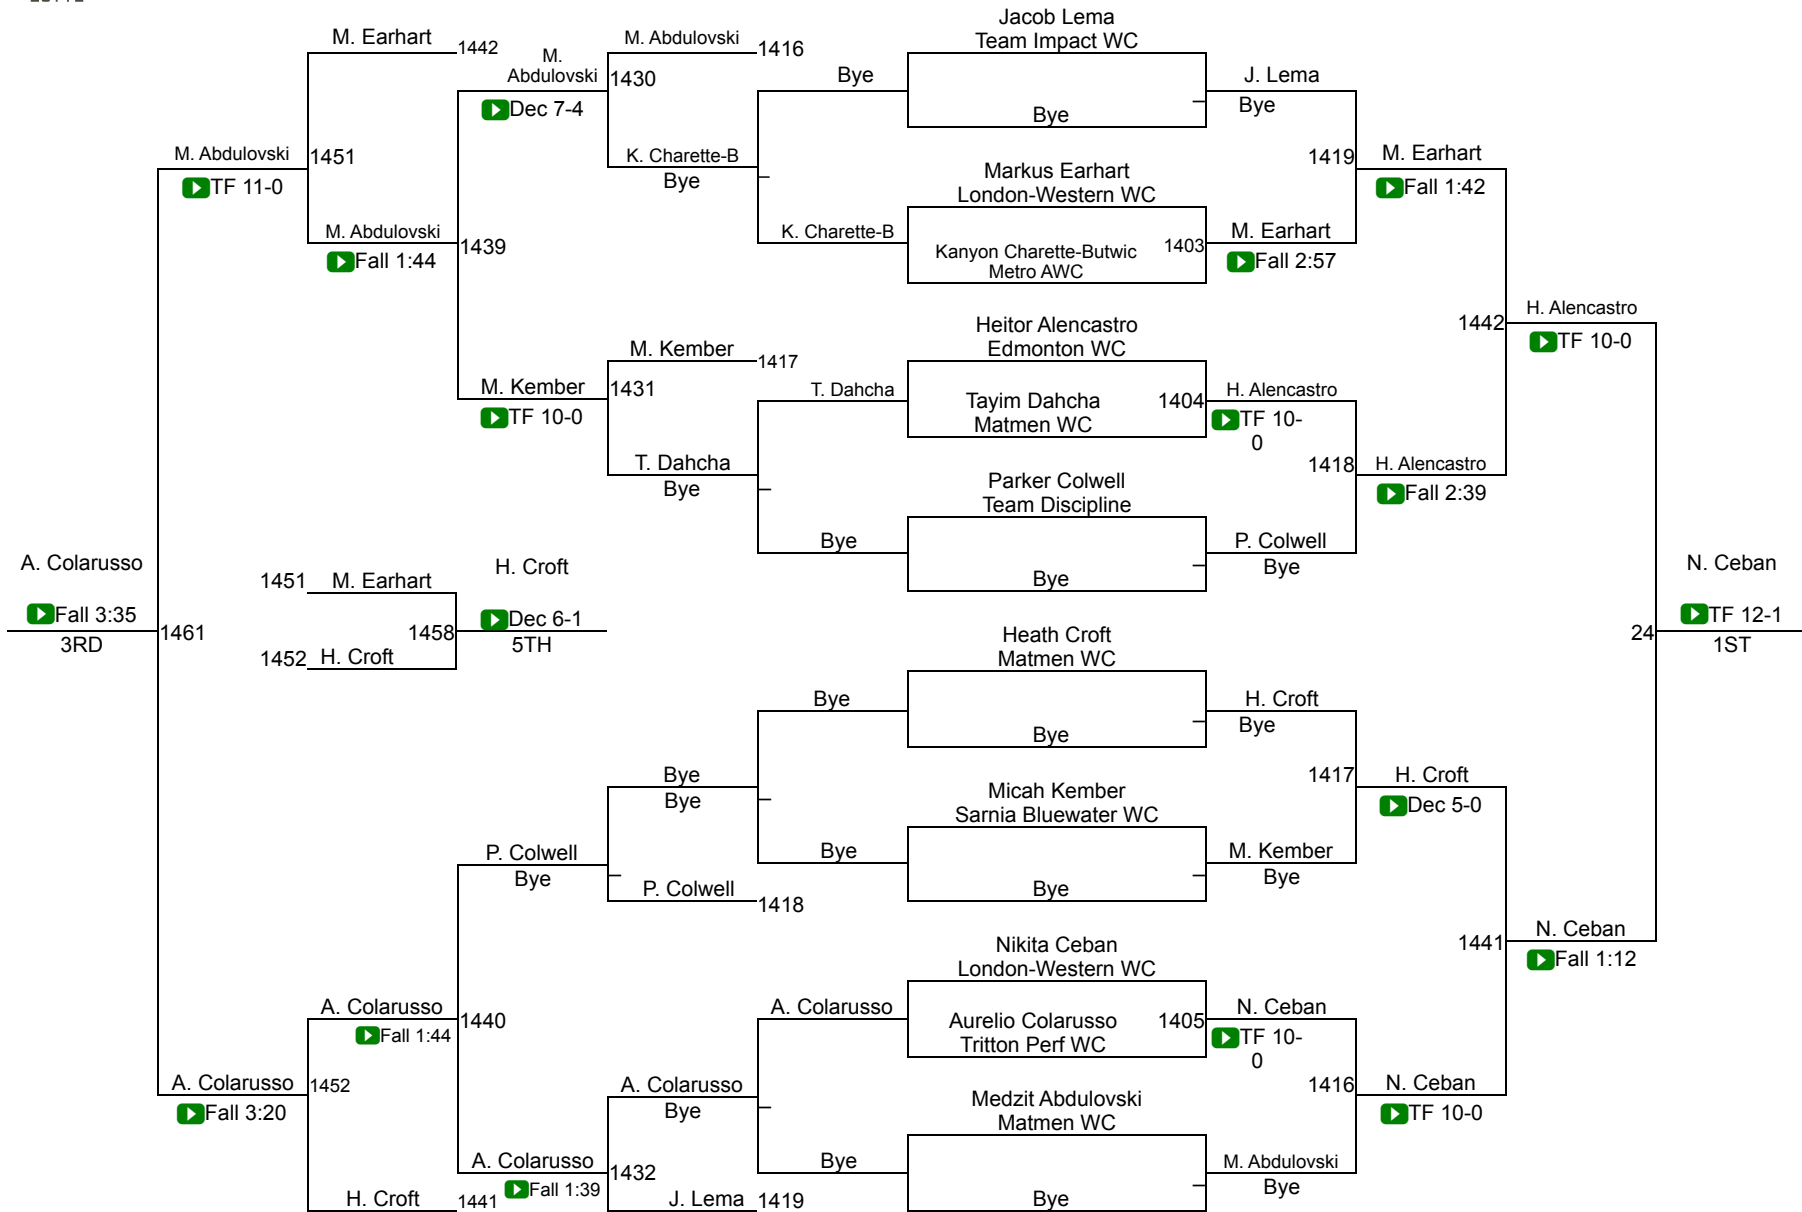 M. Earhart
1442
M.
Abdulovski
Dec 7-4
M. Abdulovski
1416
1430
Bye
Jacob Lema
Team Impact WC
Bye
J. Lema
Bye
M. Abdulovski
TF 11-0
1451
K. Charette-B
Bye
Markus Earhart
London-Western WC
1419
M. Earhart
Fall 1:42
M. Abdulovski
Fall 1:44
1439
K. Charette-B
Kanyon Charette-Butwic
Metro AWC
1403
M. Earhart
Fall 2:57
M. Kember
1417
Heitor Alencastro
Edmonton WC
1442
H. Alencastro
TF 10-0
M. Kember
TF 10-0
1431
T. Dahcha
Tayim Dahcha
Matmen WC
1404
H. Alencastro
TF 10-
0
T. Dahcha
Bye
Parker Colwell
Team Discipline
1418
H. Alencastro
Fall 2:39
Bye
Bye
P. Colwell
Bye
A. Colarusso
Fall 3:35
3RD
1461
1451
M. Earhart
1452
H. Croft
1458
H. Croft
Dec 6-1
5TH
24
N. Ceban
TF 12-1
1ST
Heath Croft
Matmen WC
Bye
Bye
H. Croft
Bye
Bye
Bye
Micah Kember
Sarnia Bluewater WC
1417
H. Croft
Dec 5-0
P. Colwell
Bye
Bye
Bye
M. Kember
Bye
P. Colwell
1418
Nikita Ceban
London-Western WC
1441
N. Ceban
Fall 1:12
A. Colarusso
Fall 1:44
1440
A. Colarusso
Aurelio Colarusso
Tritton Perf WC
1405
N. Ceban
TF 10-
0
A. Colarusso
Fall 3:20
1452
A. Colarusso
Bye
Medzit Abdulovski
Matmen WC
1416
N. Ceban
TF 10-0
A. Colarusso
Fall 1:39
1432
Bye
Bye
M. Abdulovski
Bye
H. Croft
1441
J. Lema
1419